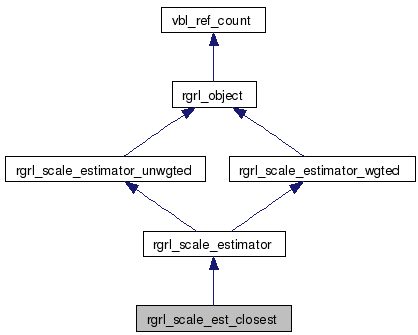 vbl_ref_count
rgrl_object
rgrl_scale_estimator_unwgted
rgrl_scale_estimator_wgted
rgrl_scale_estimator
rgrl_scale_est_closest